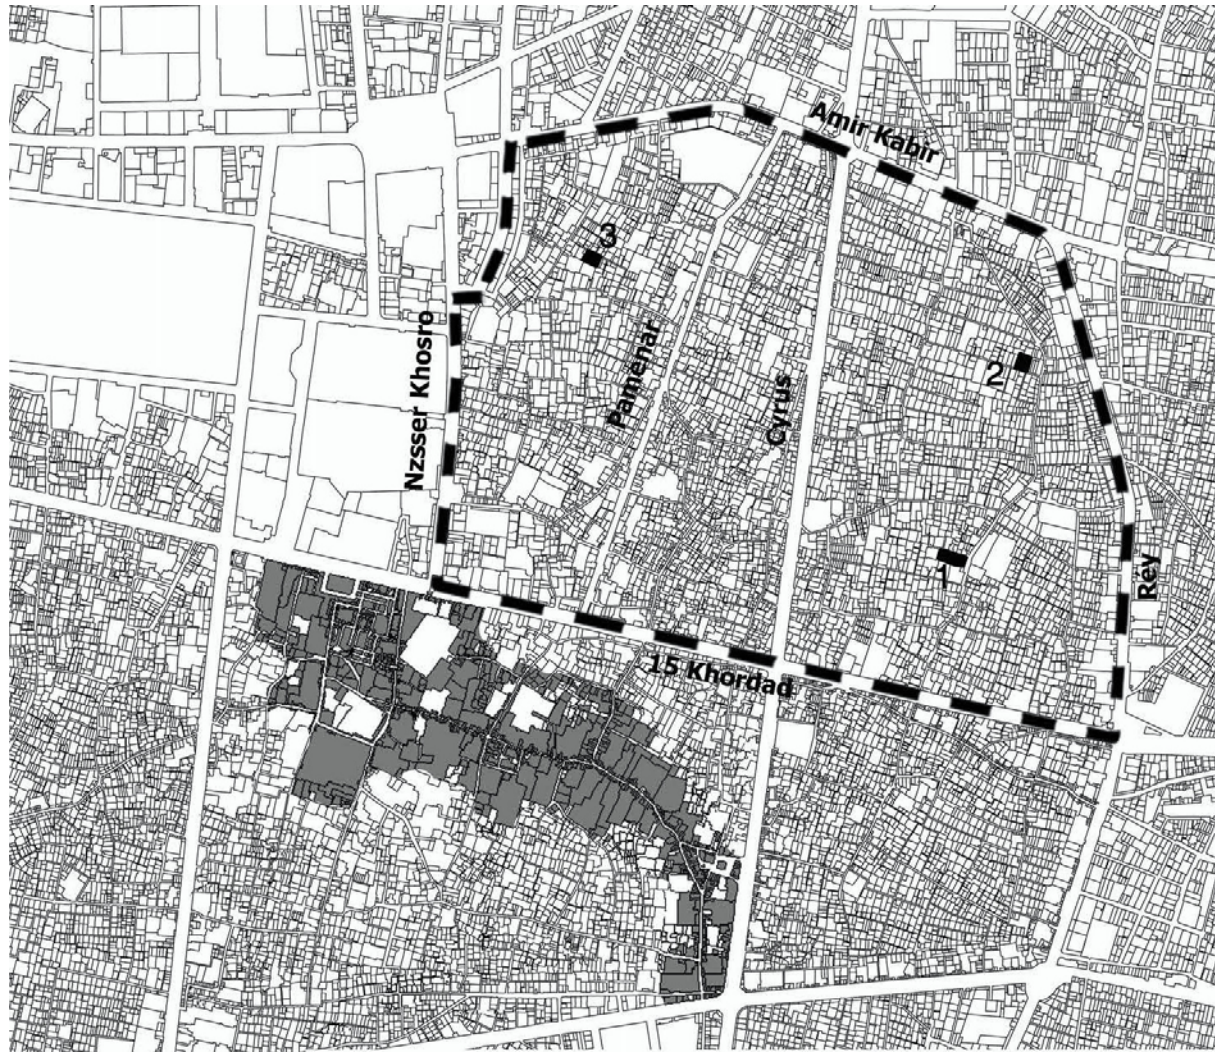 Amir Kabir
3
Nzsser Khosro
Pamenar
2
Cyrus
1
Rey
15 Khordad